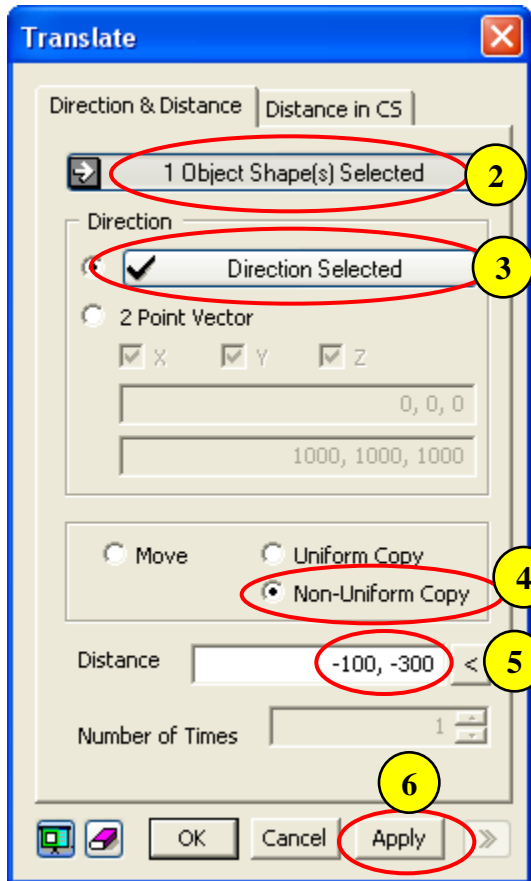 Translate
Direction & Distance Distance in CS
1 Object Shape(s) Selected 2
Direction
Direction Selected 3
2 Point Vector
X Y Z
0, 0, 0
1000, 1000, 1000
Move Uniform Copy 4
Non-Uniform Copy
Distance -100, -300 < 5
Number of Times 1
6
OK Cancel Apply »